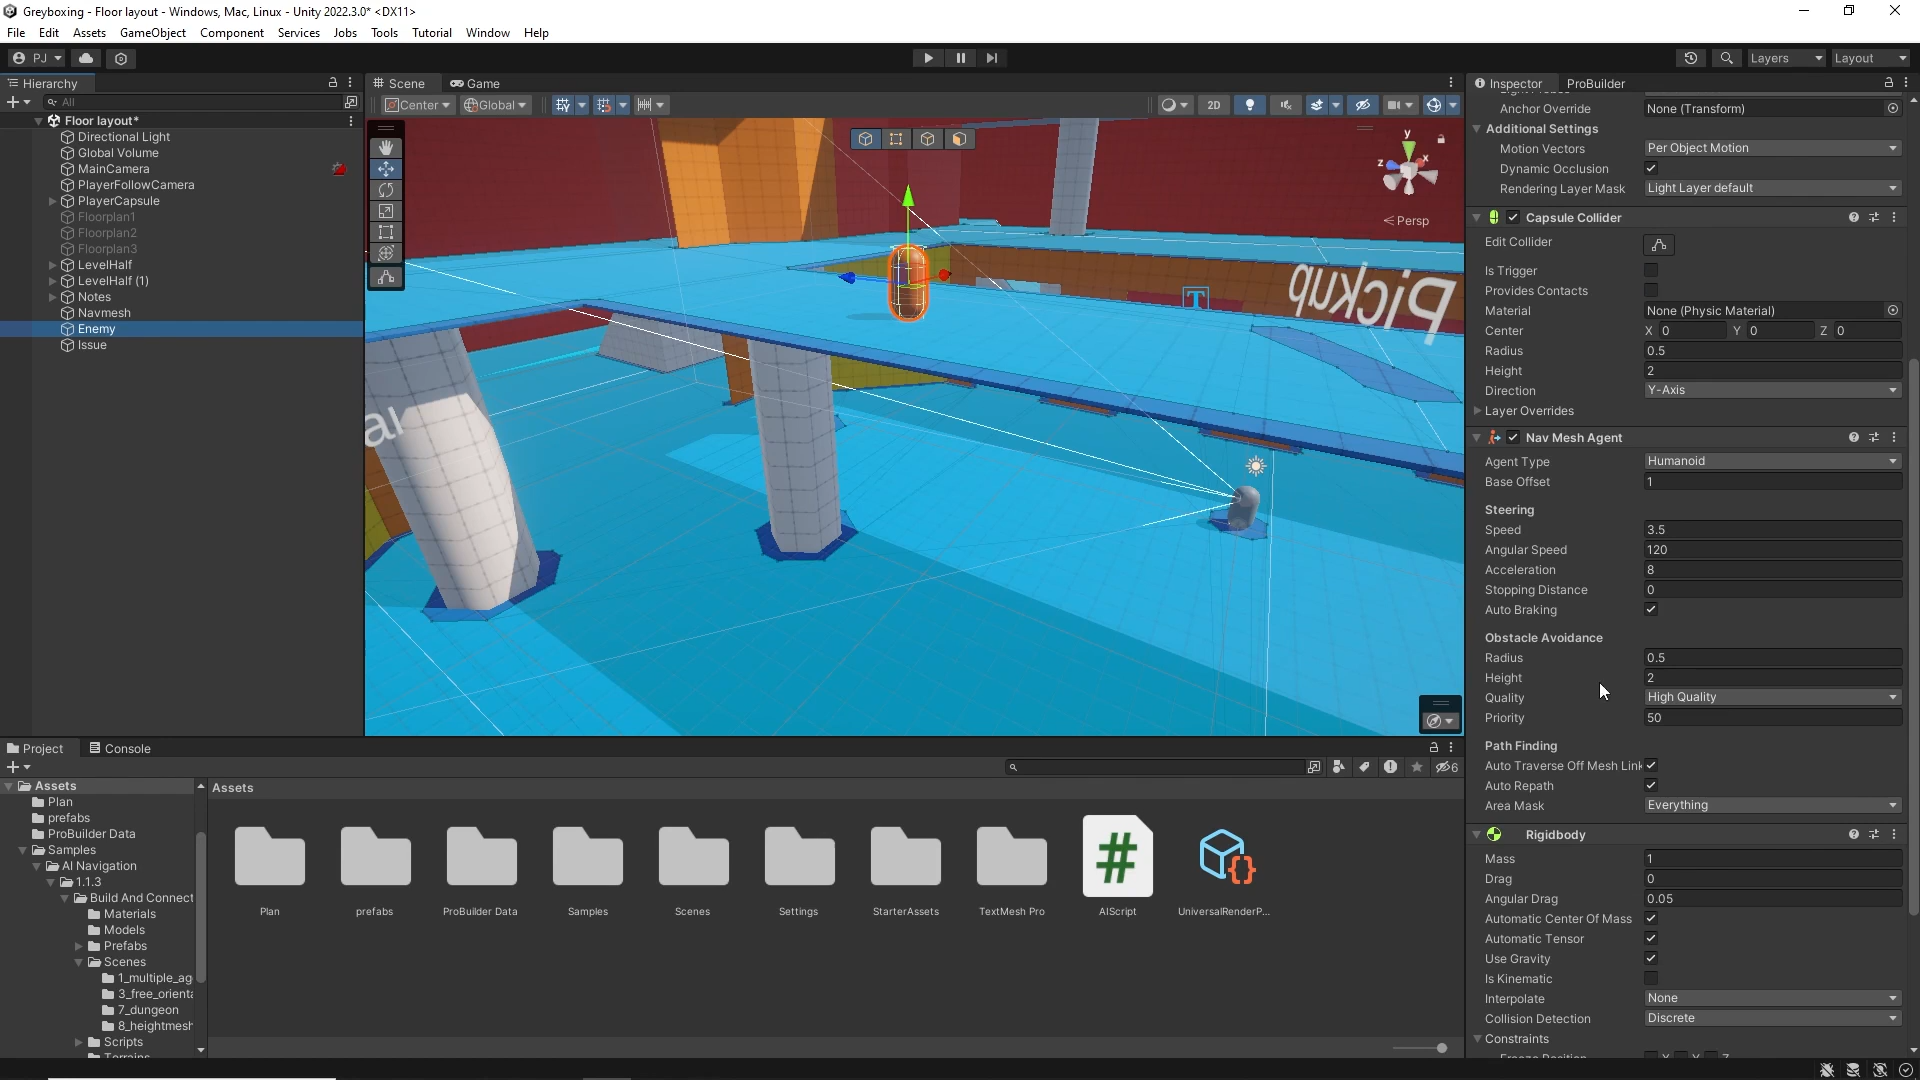 Greyboxing - Floor layout - Windows, Mac, Linux - Unity 2022.3.0* <DX11>
File Edit Assets GameObject Component Services Jobs Tools Tutorial Window Help
PJ
Layers
Layout
Hierarchy
All
Floor layout*
Directional Light
Global Volume
MainCamera
PlayerFollowCamera
PlayerCapsule
Floorplan1
Floorplan2
Floorplan3
LevelHalf
LevelHalf (1)
Notes
Navmesh
Enemy
Issue
Scene Game
Center Global
2D
y
z x
Persp
Pickup
al
Inspector ProBuilder
Anchor Override None (Transform)
Additional Settings
Motion Vectors Per Object Motion
Dynamic Occlusion
Rendering Layer Mask Light Layer default
Capsule Collider
Edit Collider
Is Trigger
Provides Contacts
Material None (Physic Material)
Center X 0 Y 0 Z 0
Radius 0.5
Height 2
Direction Y-Axis
Layer Overrides
Nav Mesh Agent
Agent Type Humanoid
Base Offset 1
Steering
Speed 3.5
Angular Speed 120
Acceleration 8
Stopping Distance 0
Auto Braking
Obstacle Avoidance
Radius 0.5
Height 2
Quality High Quality
Priority 50
Path Finding
Auto Traverse Off Mesh Link
Auto Repath
Area Mask Everything
Rigidbody
Mass 1
Drag 0
Angular Drag 0.05
Automatic Center Of Mass
Automatic Tensor
Use Gravity
Is Kinematic
Interpolate None
Collision Detection Discrete
Constraints
Project Console
6
Assets
Plan
prefabs
ProBuilder Data
Samples
AI Navigation
1.1.3
Build And Connect
Materials
Models
Prefabs
Scenes
1_multiple_ag
3_free_orienta
7_dungeon
8_heightmesh
Scripts
Terrains
Assets
Plan prefabs ProBuilder Data Samples Scenes Settings StarterAssets TextMesh Pro AIScript UniversalRenderP...